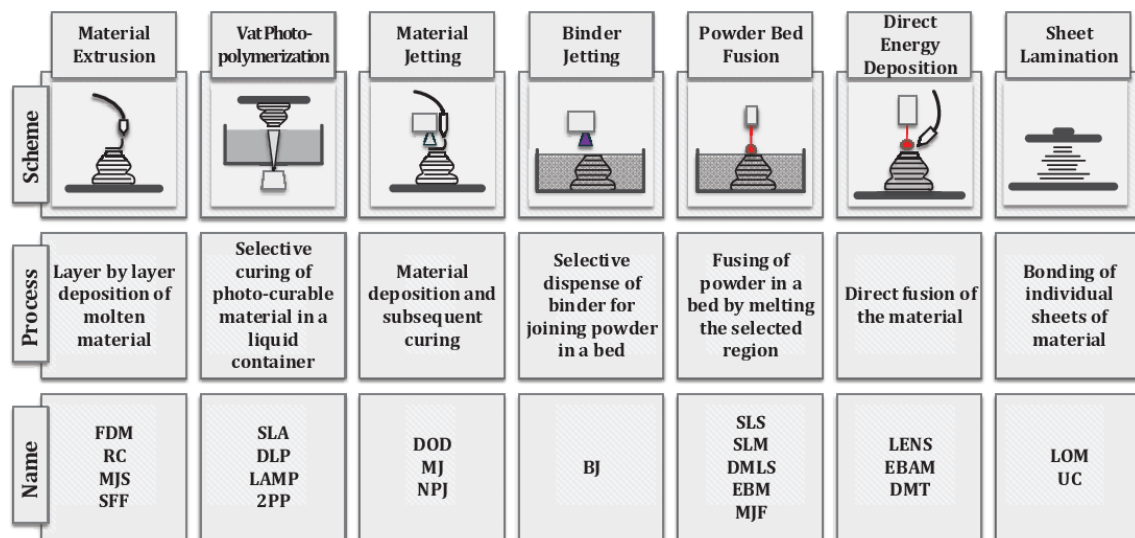 Material
Extrusion
Vat Photo-
polymerization
Material
Jetting
Binder
Jetting
Powder Bed
Fusion
Direct
Energy
Deposition
Sheet
Lamination
Scheme
Process
Layer by layer
deposition of
molten
material
Selective
curing of
photo-curable
material in a
liquid
container
Material
deposition and
subsequent
curing
Selective
dispense of
binder for
joining powder
in a bed
Fusing of
powder in a
bed by melting
the selected
region
Direct fusion of
the material
Bonding of
individual
sheets of
material
Name
FDM
RC
MJS
SFF
SLA
DLP
LAMP
2PP
DOD
MJ
NPJ
BJ
SLS
SLM
DMLS
EBM
MJF
LENS
EBAM
DMT
LOM
UC